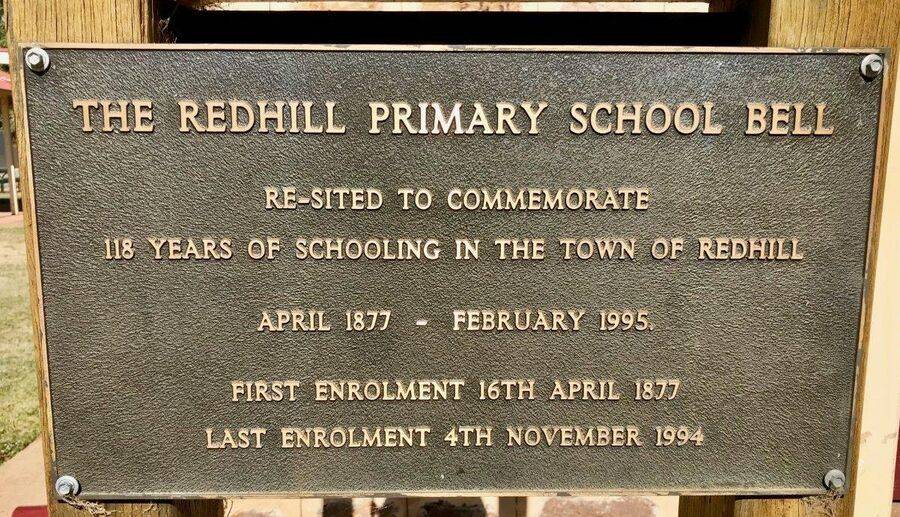 THE REDHILL PRIMARY SCHOOL BELL
RE-SITED TO COMMEMORATE
118 YEARS OF SCHOOLING IN THE TOWN OF REDHILL
APRIL 1877 - FEBRUARY 1995.
FIRST ENROLMENT 16TH APRIL 1877
LAST ENROLMENT 4TH NOVEMBER 1994